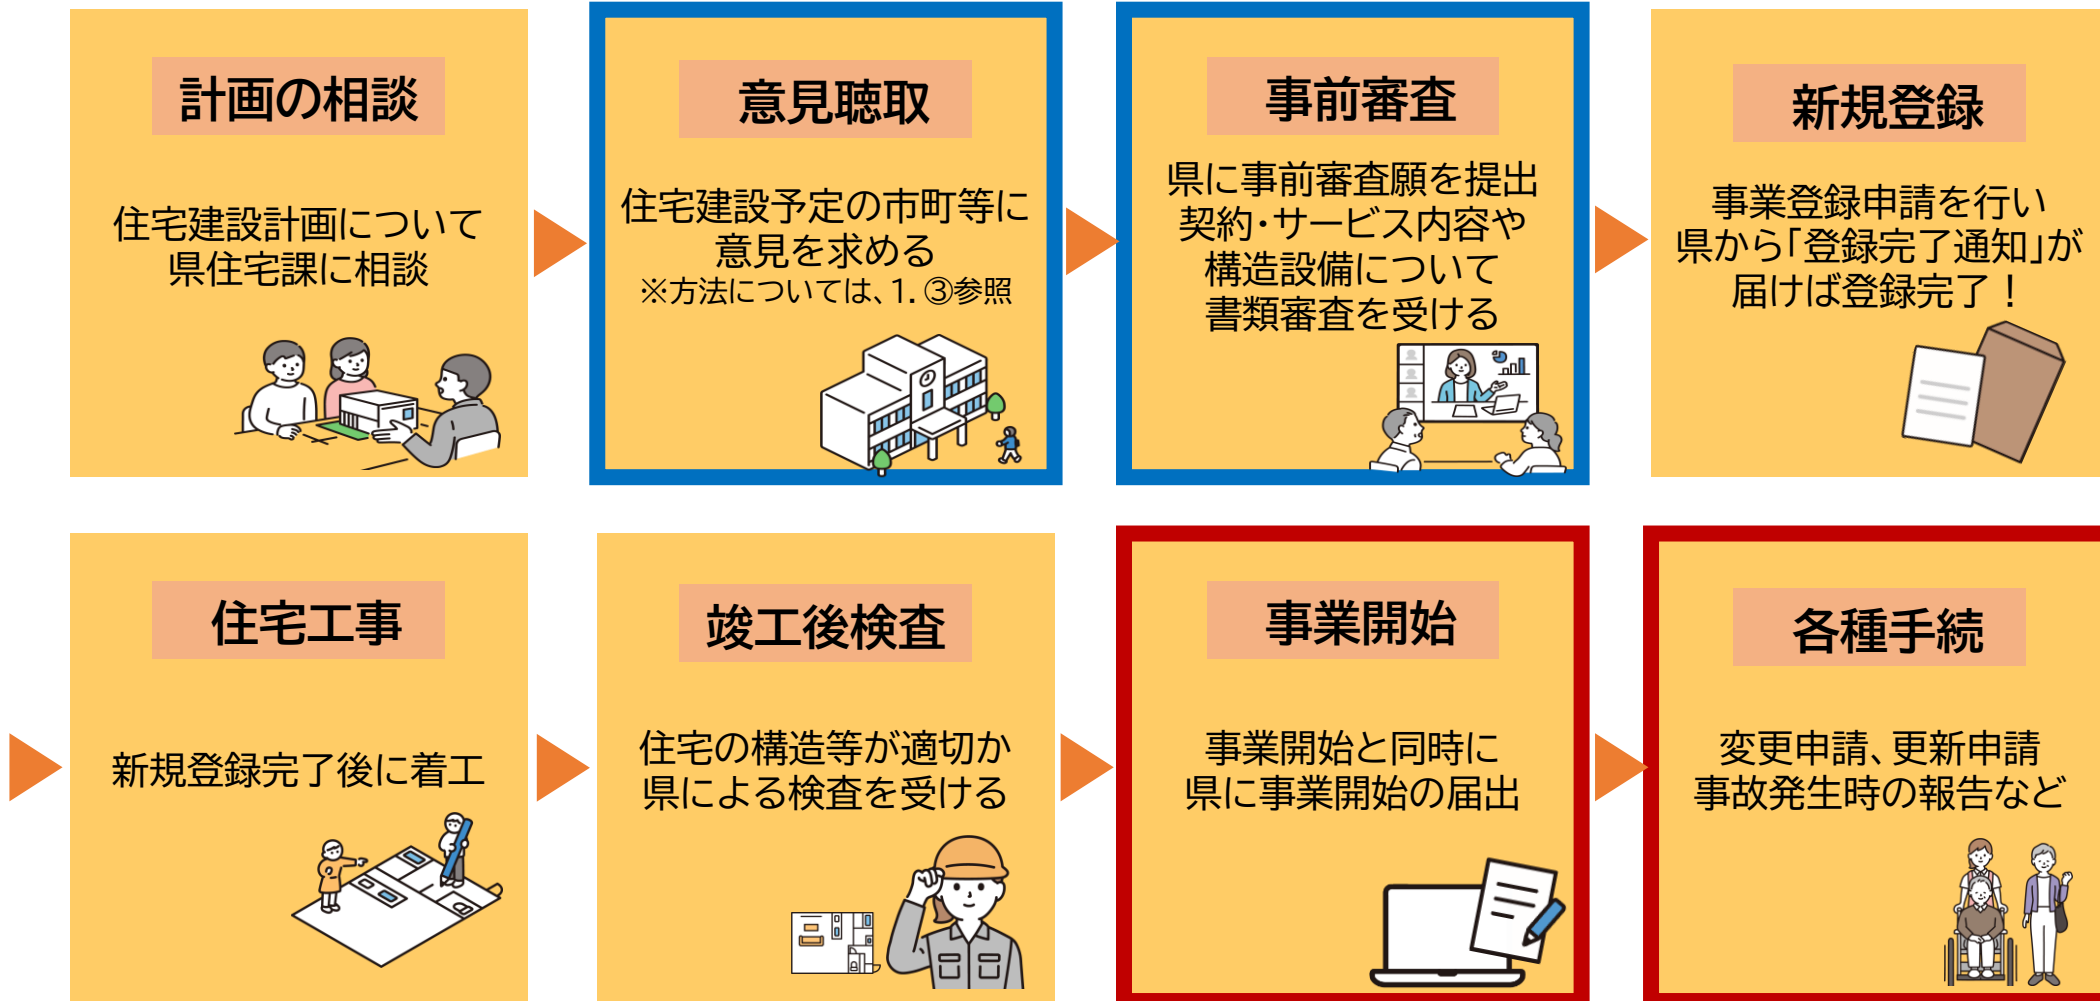 計画の相談
住宅建設計画について
県住宅課に相談
意見聴取
住宅建設予定の市町等に
意見を求める
※方法については、1．③参照
事前審査
県に事前審査願を提出
契約・サービス内容や
構造設備について
書類審査を受ける
新規登録
事業登録申請を行い
県から「登録完了通知」が
届けば登録完了！
住宅工事
新規登録完了後に着工
竣工後検査
住宅の構造等が適切か
県による検査を受ける
事業開始
事業開始と同時に
県に事業開始の届出
各種手続
変更申請、更新申請
事故発生時の報告など